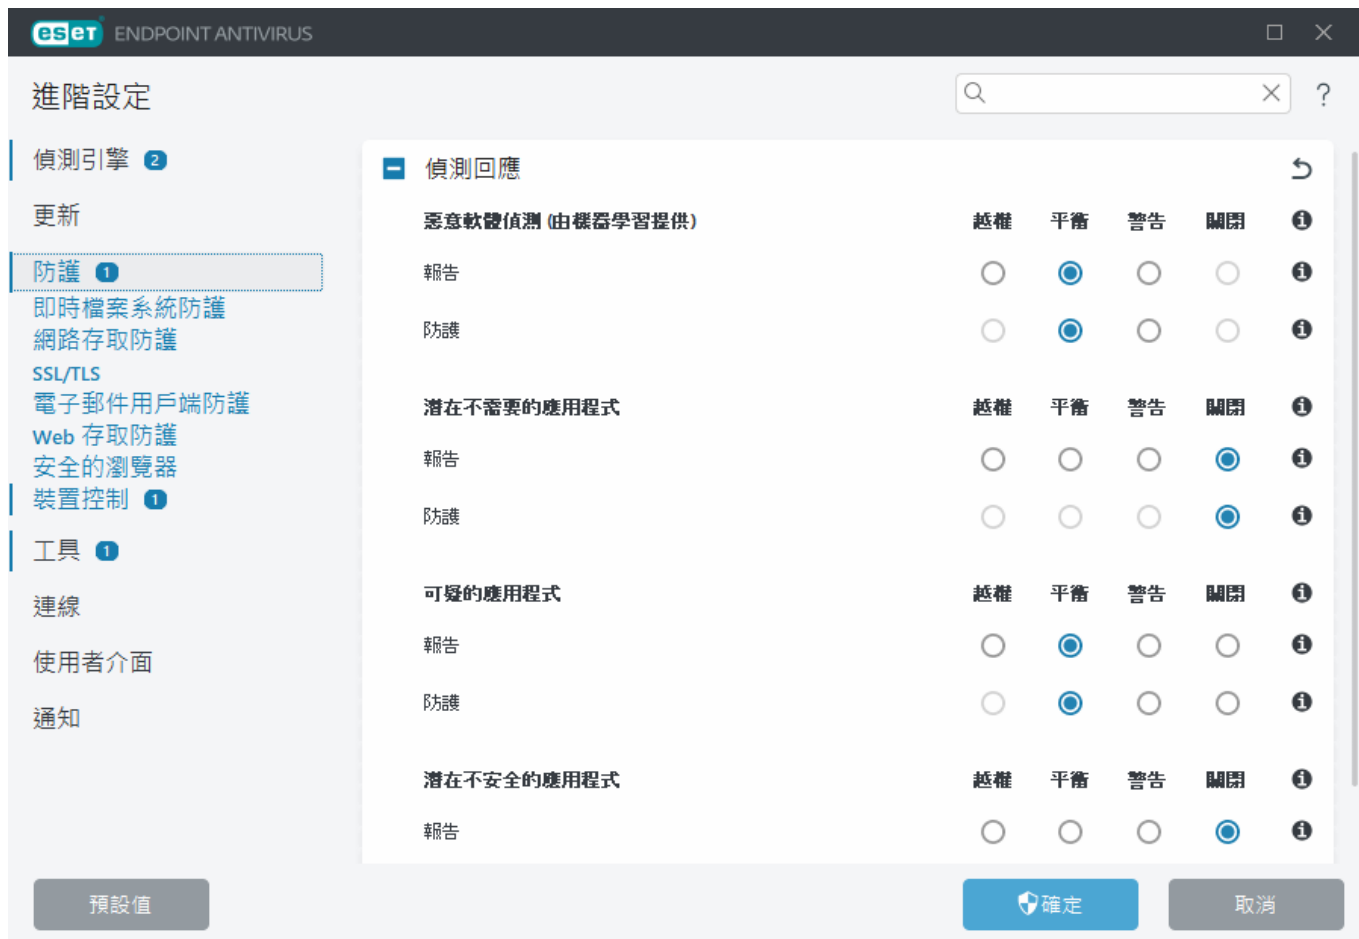 eset ENDPOINT ANTIVIRUS
進階設定
?
偵測引擎 2
更新
防護 1
即時檔案系統防護
網路存取防護
SSL/TLS
電子郵件用戶端防護
Web 存取防護
安全的瀏覽器
裝置控制 1
工具 1
連線
使用者介面
通知
偵測回應
惡意軟體偵測 (由機器學習提供) 越權 平衡 警告 關閉
報告
防護
潛在不需要的應用程式 越權 平衡 警告 關閉
報告
防護
可疑的應用程式 越權 平衡 警告 關閉
報告
防護
潛在不安全的應用程式 越權 平衡 警告 關閉
報告
預設值 確定 取消